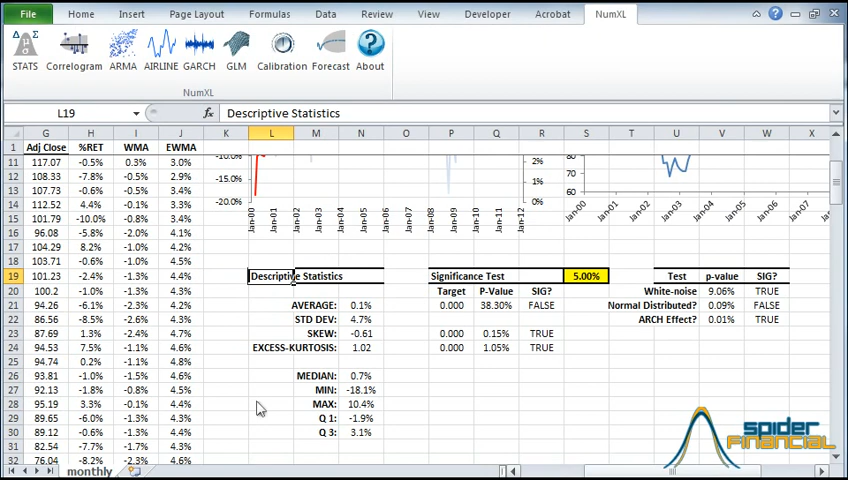 File Home Insert Page Layout Formulas Data Review View Developer Acrobat NumXL
STATS Correlogram ARMA AIRLINE GARCH GLM Calibration Forecast About
NumXL
L19 fx Descriptive Statistics
G H I J K L M N O P Q R S T U V W X
1 Adj Close %RET WMA EWMA
11 117.07 -0.5% 0.3% 3.0% -10.0% 2% 80
12 108.33 -7.8% -0.5% 2.9% -15.0% 1% 70
13 107.73 -0.6% -0.5% 3.4%
14 114.52 4.4% -0.1% 3.3% -20.0% 0% 60
15 101.79 -10.0% -0.8% 3.4%
Jan-00 Jan-01 Jan-02 Jan-03 Jan-04 Jan-05 Jan-06 Jan-07 Jan-08 Jan-09 Jan-10 Jan-11 Jan-12 Jan-00 Jan-01 Jan-02 Jan-03 Jan-04 Jan-05
16 96.08 -5.8% -2.0% 4.1%
17 104.29 8.2% -1.0% 4.2%
18 103.71 -0.6% -1.0% 4.5%
19 101.23 -2.4% -1.3% 4.4% Descriptive Statistics Significance Test 5.00% Test p-value SIG?
20 100.2 -1.0% -1.3% 4.3% Target P-Value SIG? White-noise 9.06% TRUE
21 94.26 -6.1% -2.3% 4.2% AVERAGE: 0.1% 0.000 38.30% FALSE Normal Distributed? 0.09% FALSE
22 86.56 -8.5% -2.6% 4.3% STD DEV: 4.7% ARCH Effect? 0.01% TRUE
23 87.69 1.3% -2.4% 4.7% SKEW: -0.61 0.000 0.15% TRUE
24 94.53 7.5% -1.1% 4.6% EXCESS-KURTOSIS: 1.02 0.000 1.05% TRUE
25 94.74 0.2% -1.1% 4.8%
26 93.81 -1.0% -1.5% 4.6% MEDIAN: 0.7%
27 92.13 -1.8% -0.8% 4.5% MIN: -18.1%
28 95.19 3.3% -0.1% 4.4% MAX: 10.4%
29 89.65 -6.0% -1.3% 4.3% Q 1: -1.9%
30 89.12 -0.6% -1.3% 4.4% Q 3: 3.1%
31 82.54 -7.7% -1.7% 4.3%
32 76.04 -8.2% -2.3% 4.6%
monthly
spider
FINANCIAL